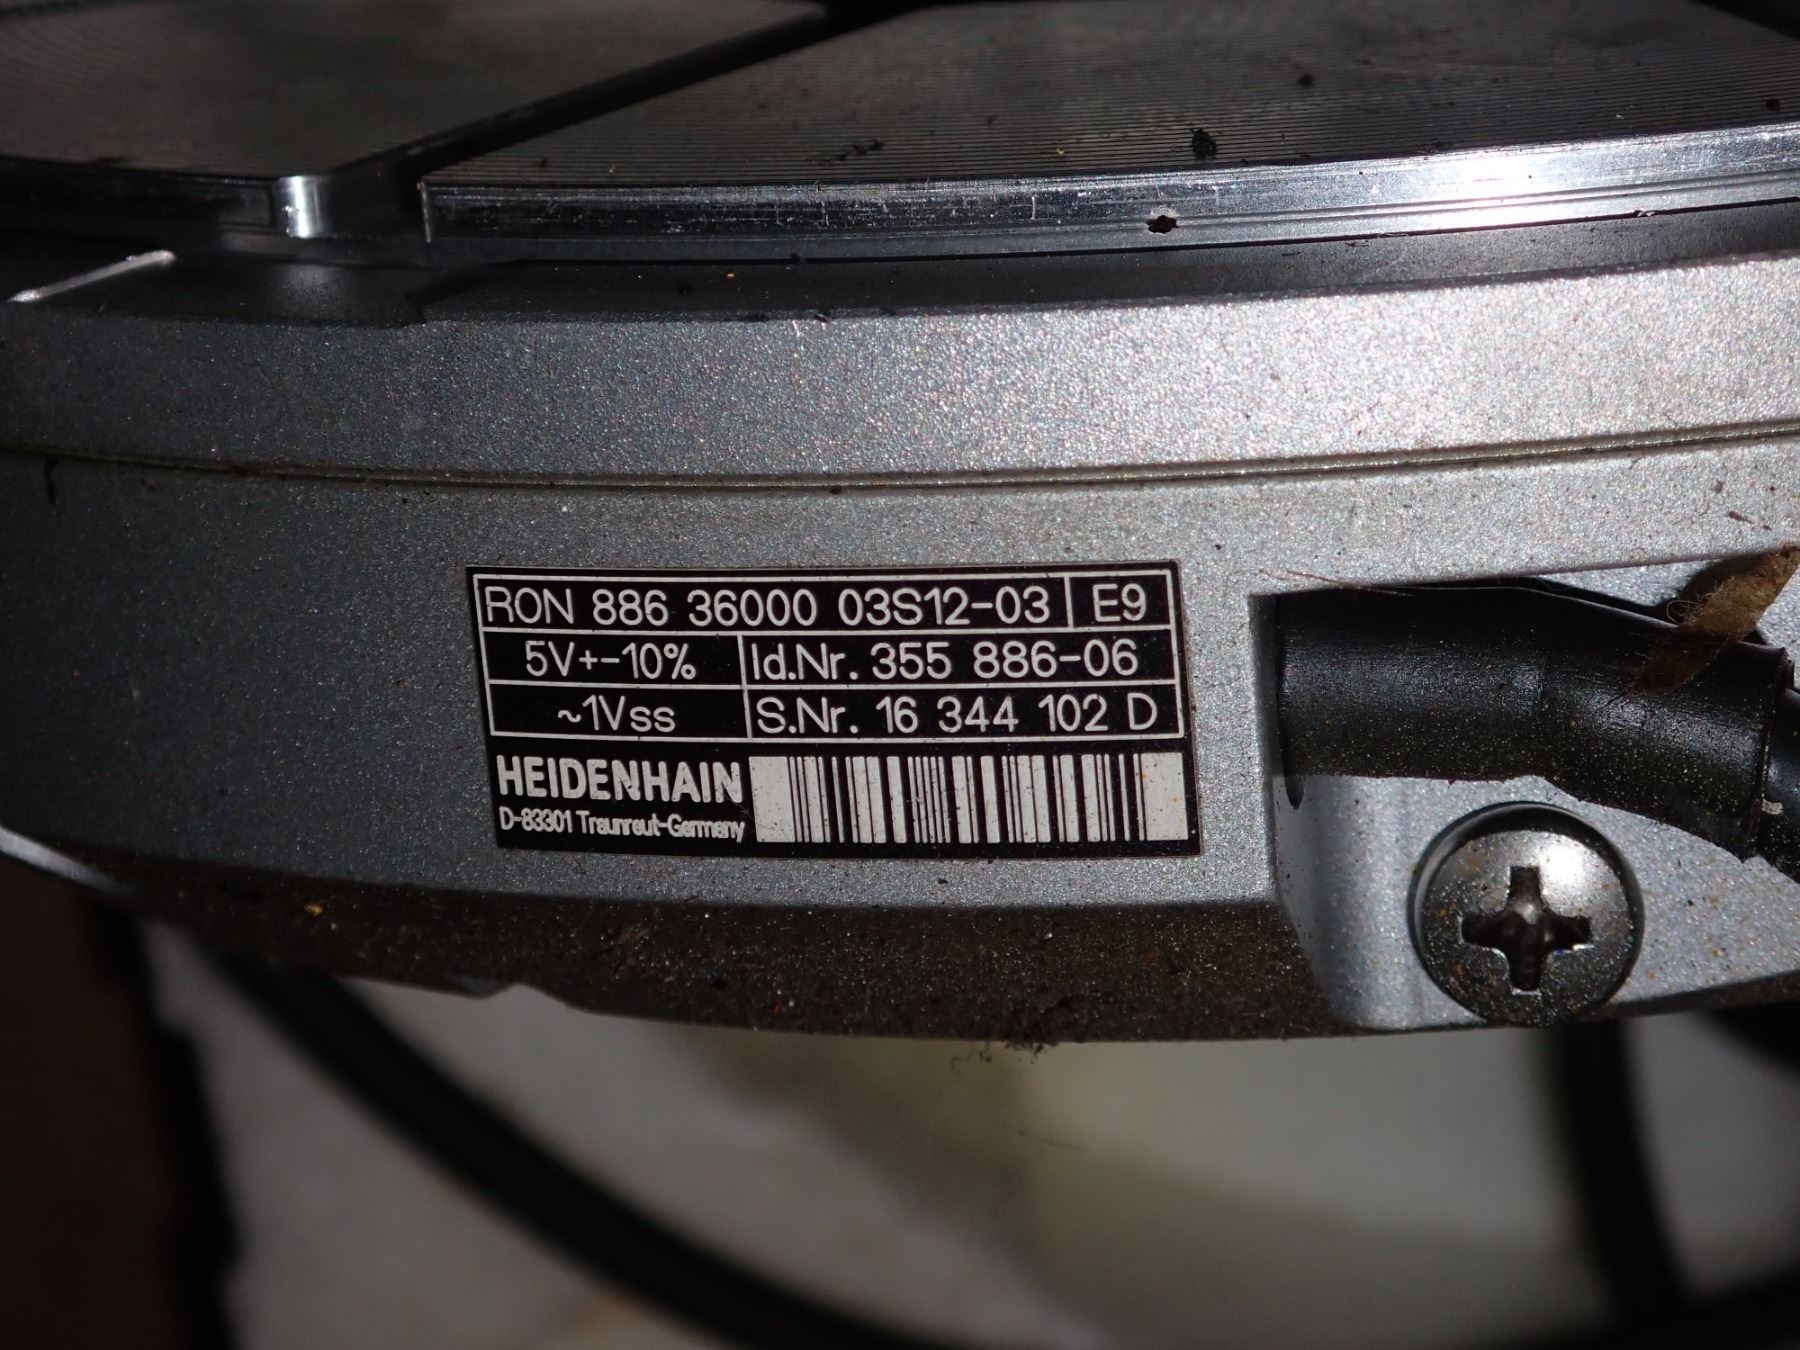 RON 886 36000 03S12-03 E9
5V+-10% Id.Nr. 355 886-06
~1Vss S.Nr. 16 344 102 D
HEIDENHAIN
D-83301 Traunreut-Germany